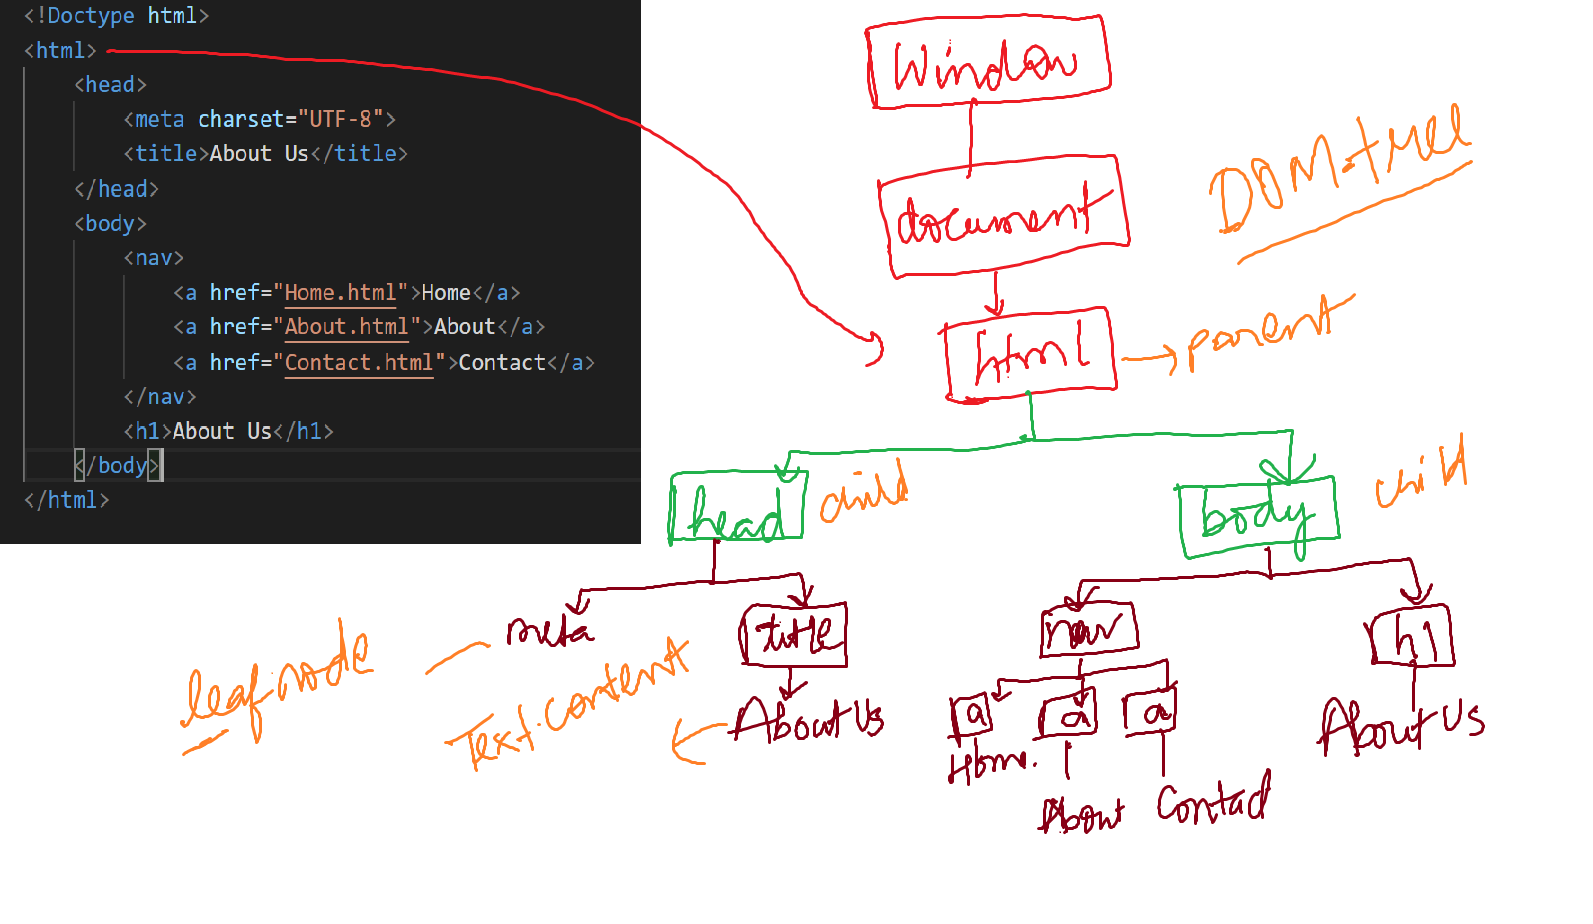 <!Doctype html>
<html>
<head>
<meta charset="UTF-8">
<title>About Us</title>
</head>
<body>
<nav>
<a href="Home.html">Home</a>
<a href="About.html">About</a>
<a href="Contact.html">Contact</a>
</nav>
<h1>About Us</h1>
</body>
</html>
Window
document
DOM-tree
html
parent
head
child
body
child
meta
title
nav
h1
leaf-node
Text.Content
About Us
a
a
a
About Us
Home.
About
Contact